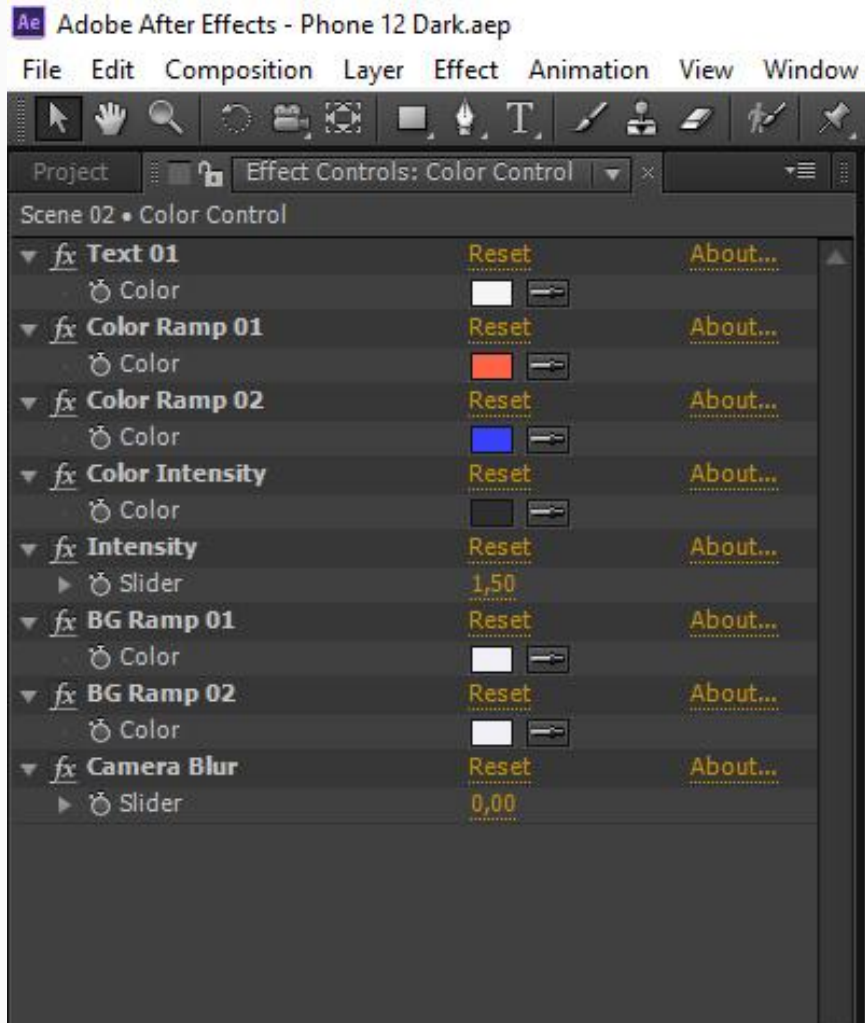 Ae Adobe After Effects - Phone 12 Dark.aep
File Edit Composition Layer Effect Animation View Window
T
Project Effect Controls: Color Control ×
Scene 02 • Color Control
fx Text 01 Reset About...
Color
fx Color Ramp 01 Reset About...
Color
fx Color Ramp 02 Reset About...
Color
fx Color Intensity Reset About...
Color
fx Intensity Reset About...
Slider 1,50
fx BG Ramp 01 Reset About...
Color
fx BG Ramp 02 Reset About...
Color
fx Camera Blur Reset About...
Slider 0,00